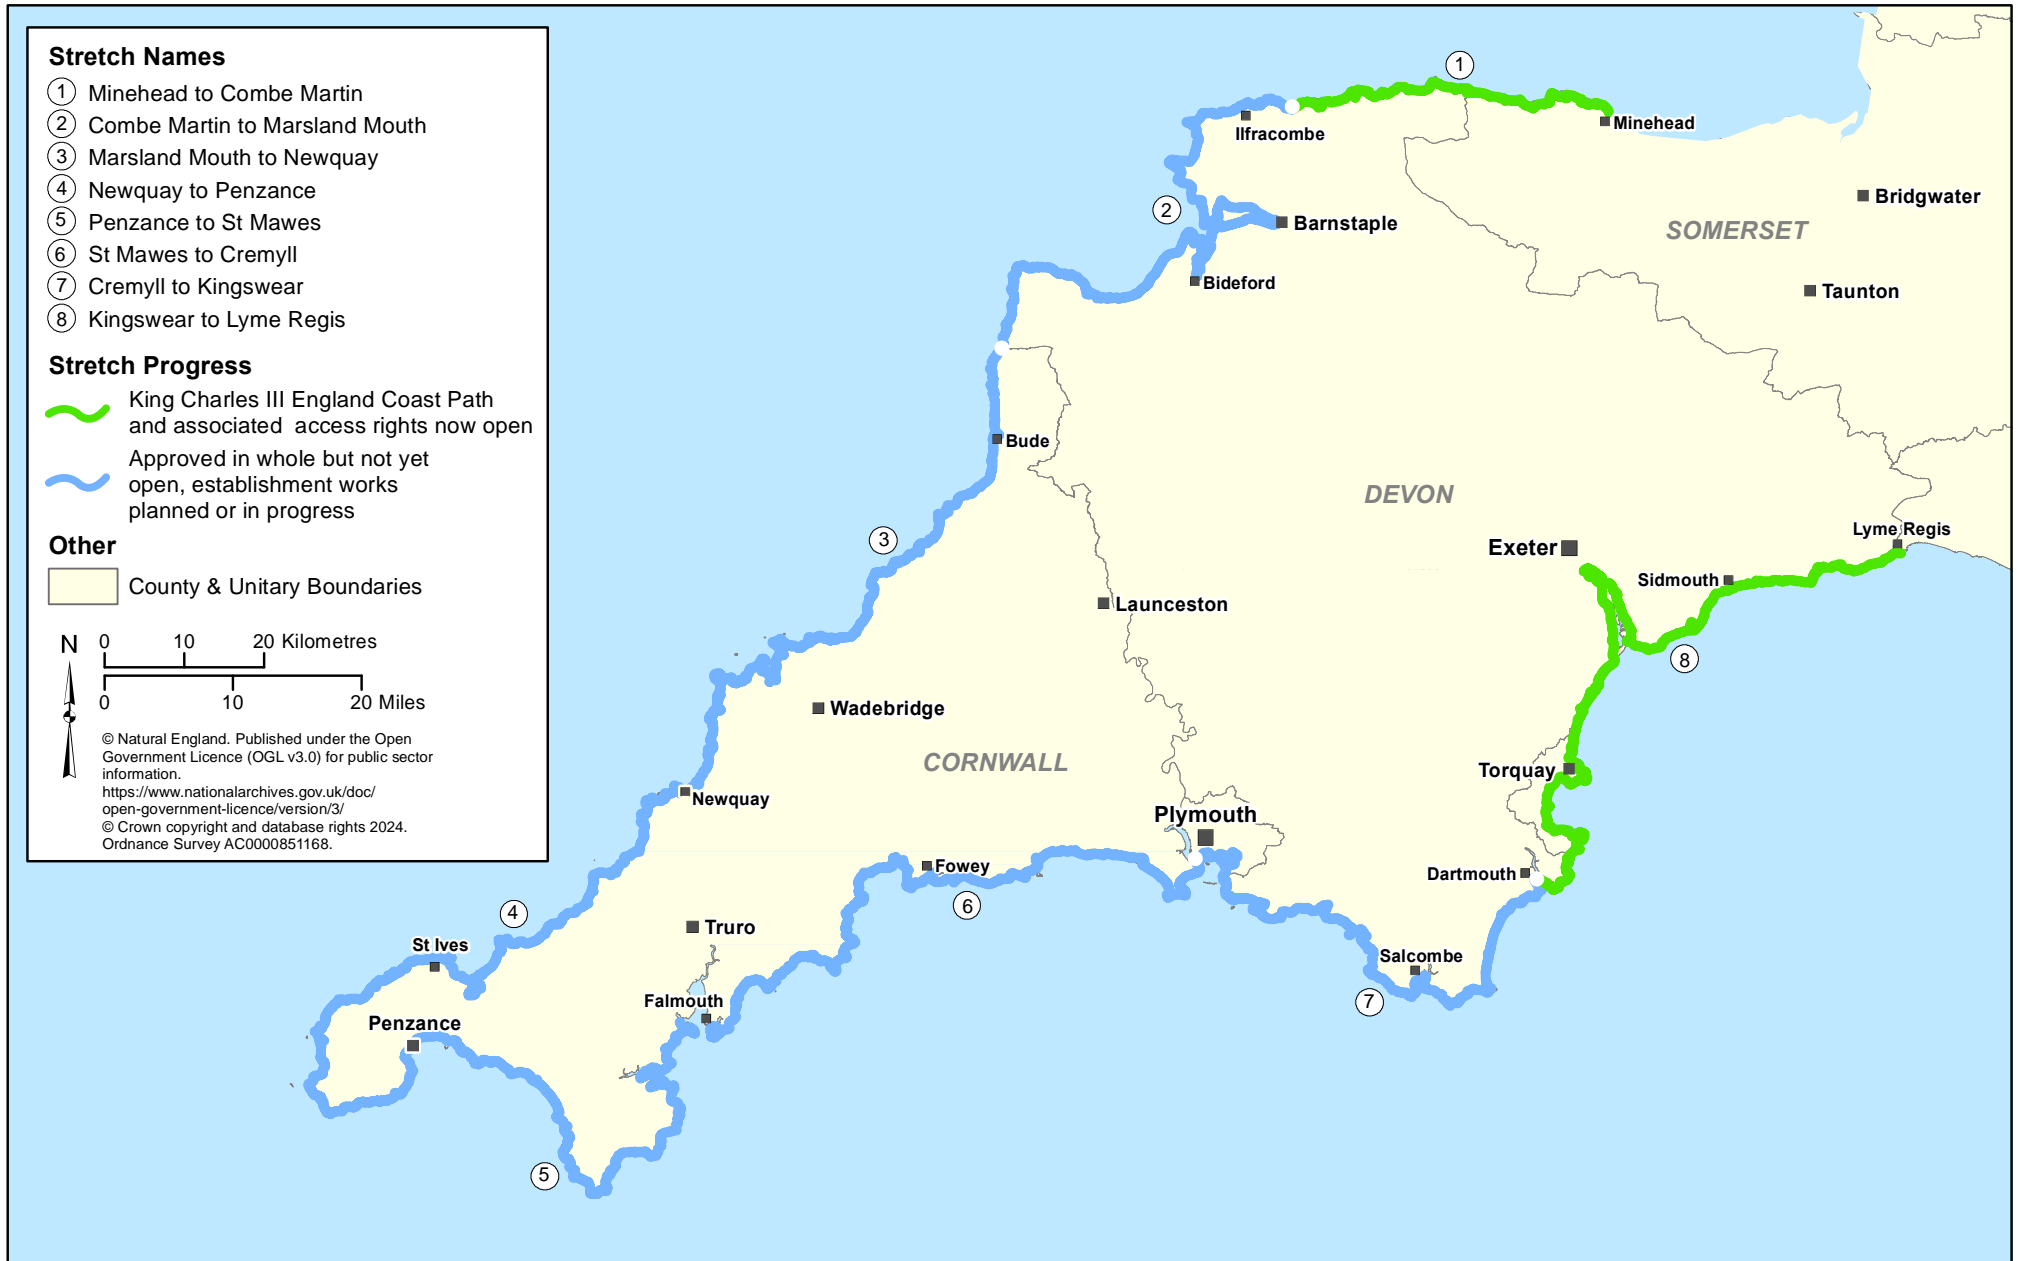 Stretch Names
1 Minehead to Combe Martin
2 Combe Martin to Marsland Mouth
3 Marsland Mouth to Newquay
4 Newquay to Penzance
5 Penzance to St Mawes
6 St Mawes to Cremyll
7 Cremyll to Kingswear
8 Kingswear to Lyme Regis
Stretch Progress
King Charles III England Coast Path
and associated access rights now open
Approved in whole but not yet
open, establishment works
planned or in progress
Other
County & Unitary Boundaries
N
0 10 20 Kilometres
0 10 20 Miles
© Natural England. Published under the Open
Government Licence (OGL v3.0) for public sector
information.
https://www.nationalarchives.gov.uk/doc/
open-government-licence/version/3/
© Crown copyright and database rights 2024.
Ordnance Survey AC0000851168.
1
Minehead
Ilfracombe
Bridgwater
2
Barnstaple
SOMERSET
Bideford
Taunton
Bude
DEVON
Lyme Regis
3
Exeter
Sidmouth
Launceston
8
Wadebridge
CORNWALL
Torquay
Newquay
Plymouth
Fowey
Dartmouth
6
4
Truro
St Ives
Salcombe
Falmouth
7
Penzance
5